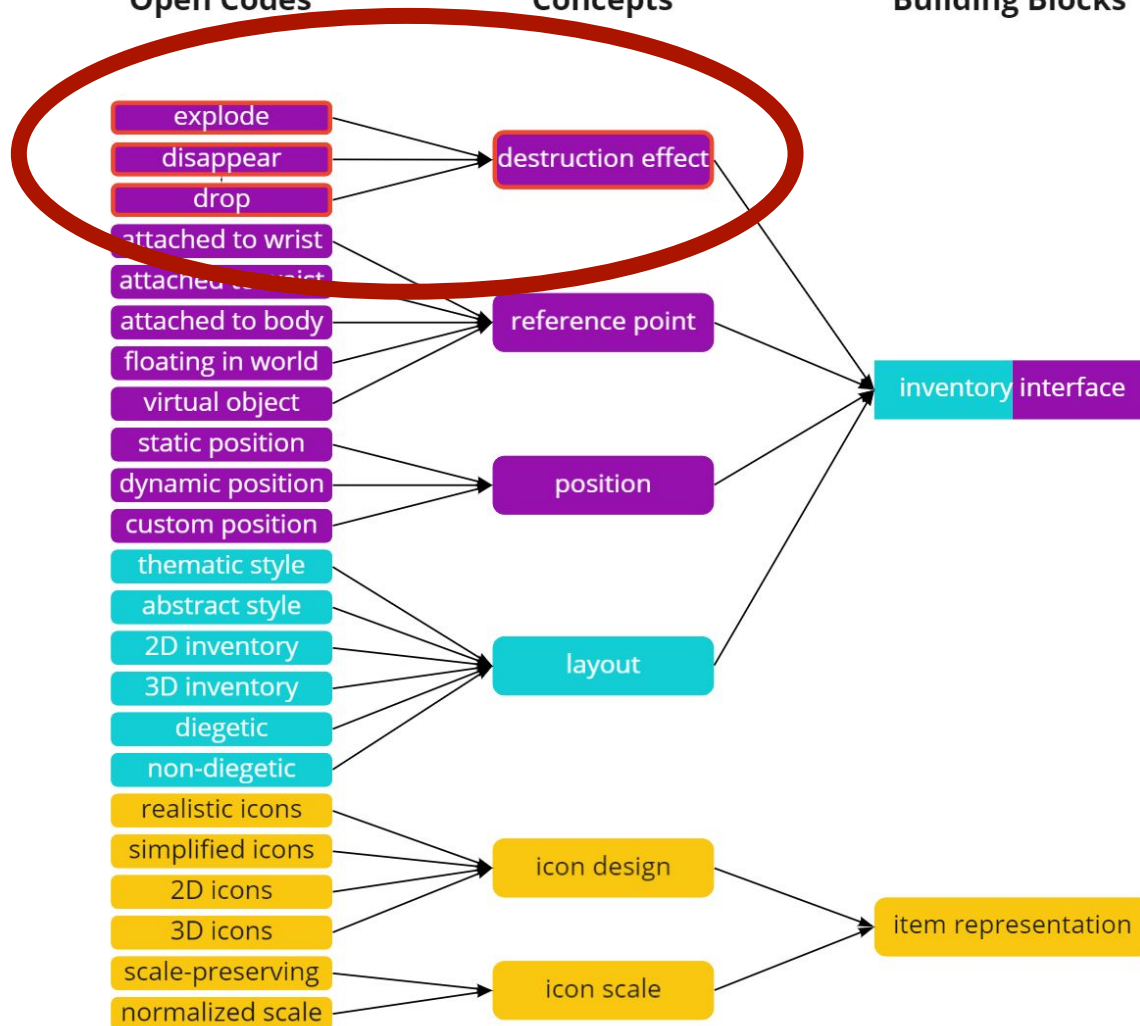 Open Codes
Concepts
Building Blocks
explode
disappear
drop
attached to wrist
attached to waist
attached to body
floating in world
virtual object
static position
dynamic position
custom position
thematic style
abstract style
2D inventory
3D inventory
diegetic
non-diegetic
realistic icons
simplified icons
2D icons
3D icons
scale-preserving
normalized scale
destruction effect
reference point
position
layout
icon design
icon scale
inventory interface
item representation